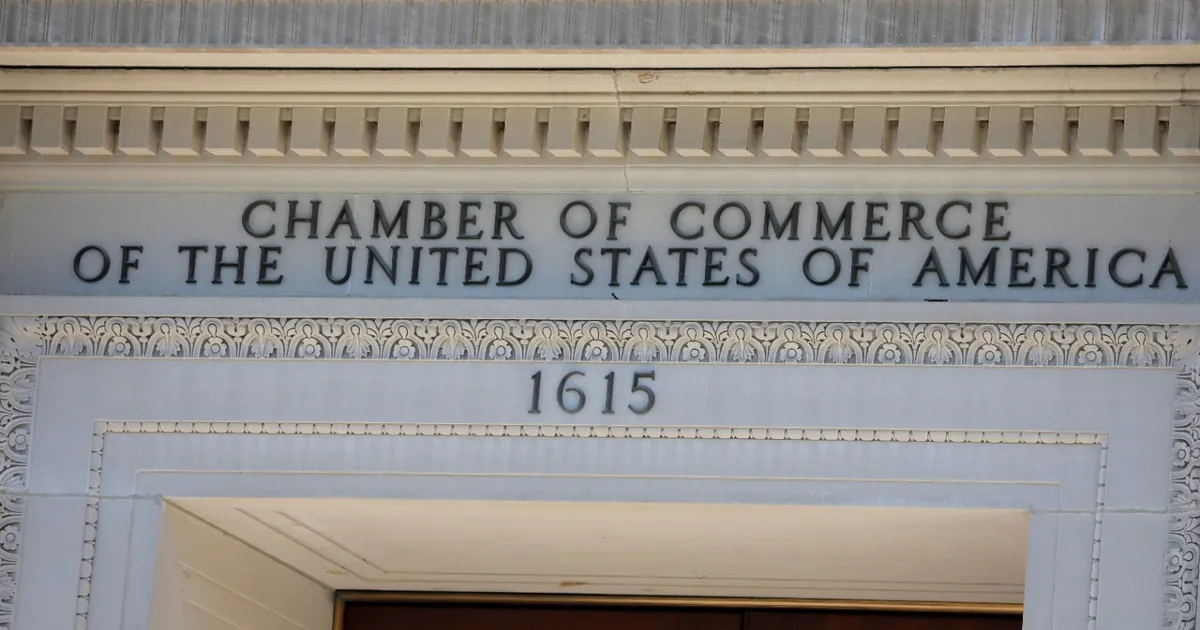 CHAMBER OF COMMERCE
OF THE UNITED STATES OF AMERICA
1615